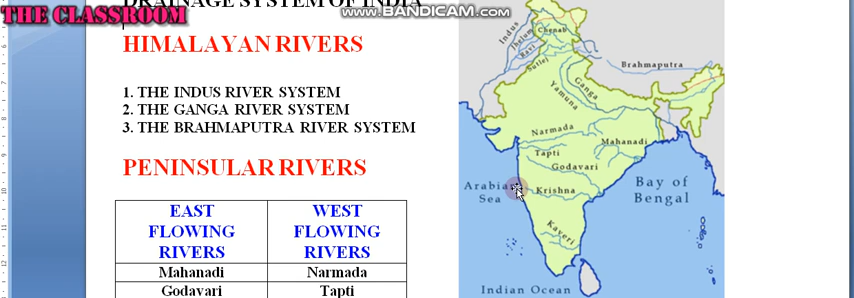 THE CLASSROOM
DRAINAGE SYSTEM OF INDIA
www.BANDICAM.com
HIMALAYAN RIVERS
1. THE INDUS RIVER SYSTEM
2. THE GANGA RIVER SYSTEM
3. THE BRAHMAPUTRA RIVER SYSTEM
PENINSULAR RIVERS
EAST
FLOWING
RIVERS
WEST
FLOWING
RIVERS
Mahanadi
Narmada
Godavari
Tapti
Indus
Jhelum
Chenab
Ravi
Sutlej
Brahmaputra
Ganga
Yamuna
Narmada
Mahanadi
Tapti
Godavari
Arabian
Sea
Krishna
Bay of
Bengal
Kaveri
Indian Ocean